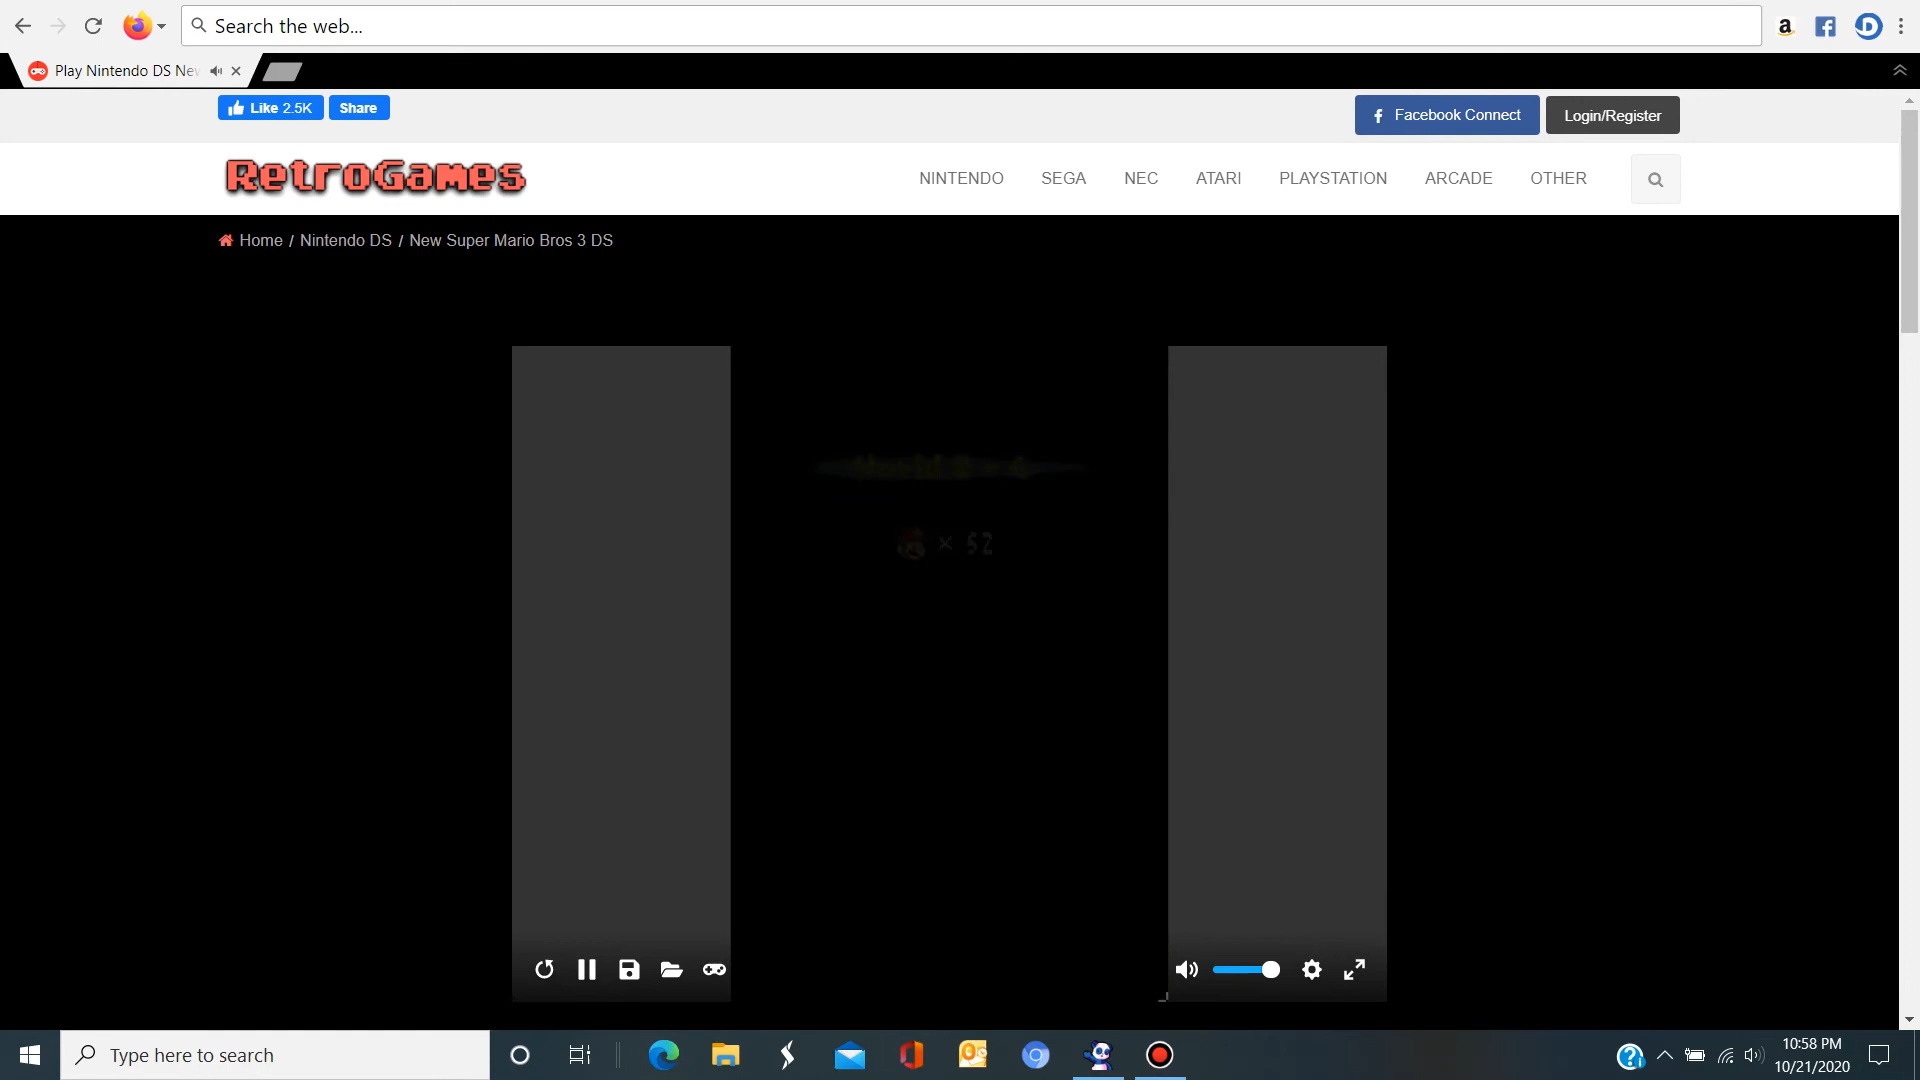 Search the web...
Play Nintendo DS Ne
Like 2.5K
Share
Facebook Connect
Login/Register
RetroGames
NINTENDO
SEGA
NEC
ATARI
PLAYSTATION
ARCADE
OTHER
Home / Nintendo DS / New Super Mario Bros 3 DS
× 52
Type here to search
10:58 PM
10/21/2020